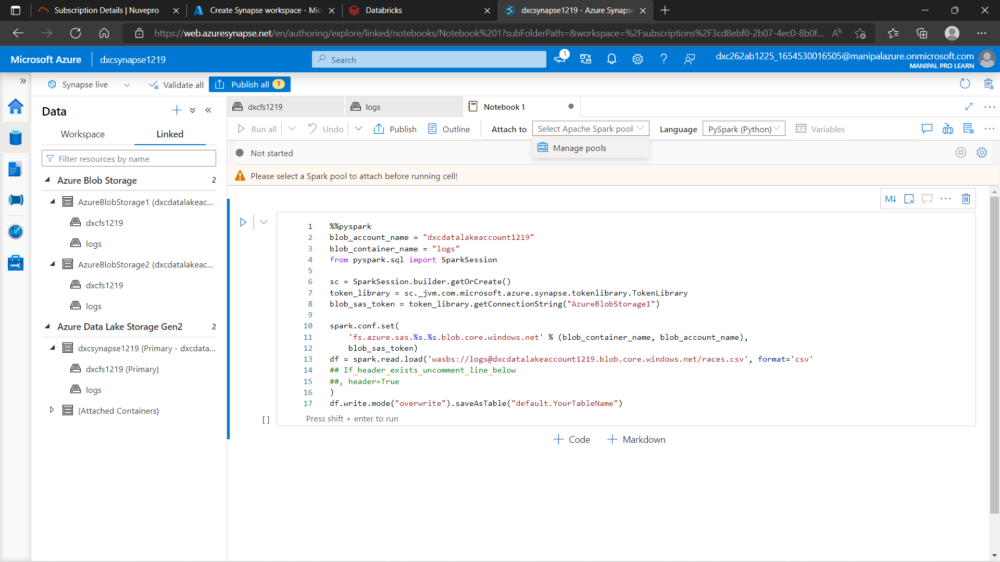 Subscription Details | Nuvepro
Create Synapse workspace - Mic
Databricks
dxcsynapse1219 - Azure Synapse
https://web.azuresynapse.net/en/authoring/explore/linked/notebooks/Notebook%201?subFolderPath=&workspace=%2Fsubscriptions%2F3cd8ebf0-2b07-4ec0-8b0f...
Microsoft Azure
dxcsynapse1219
Search
1
dxc262ab1225_1654530016505@manipalazure.onmicrosoft.com
MANIPAL PRO LEARN
Synapse live
Validate all
Publish all 1
Data
Workspace
Linked
Filter resources by name
Azure Blob Storage 2
AzureBlobStorage1 (dxcdatalakeac...
dxcfs1219
logs
AzureBlobStorage2 (dxcdatalakeac...
dxcfs1219
logs
Azure Data Lake Storage Gen2 2
dxcsynapse1219 (Primary - dxcdata...
dxcfs1219 (Primary)
logs
(Attached Containers)
dxcfs1219
logs
Notebook 1
Run all
Undo
Publish
Outline
Attach to
Select Apache Spark pool
Language
PySpark (Python)
Variables
Manage pools
Not started
Please select a Spark pool to attach before running cell!
M↓
1 %%pyspark
2 blob_account_name = "dxcdatalakeaccount1219"
3 blob_container_name = "logs"
4 from pyspark.sql import SparkSession
5
6 sc = SparkSession.builder.getOrCreate()
7 token_library = sc._jvm.com.microsoft.azure.synapse.tokenlibrary.TokenLibrary
8 blob_sas_token = token_library.getConnectionString("AzureBlobStorage1")
9
10 spark.conf.set(
11 'fs.azure.sas.%s.%s.blob.core.windows.net' % (blob_container_name, blob_account_name),
12 blob_sas_token)
13 df = spark.read.load('wasbs://logs@dxcdatalakeaccount1219.blob.core.windows.net/races.csv', format='csv'
14 ## If header exists uncomment line below
15 ##, header=True
16 )
17 df.write.mode("overwrite").saveAsTable("default.YourTableName")
[ ]
Press shift + enter to run
+ Code
+ Markdown